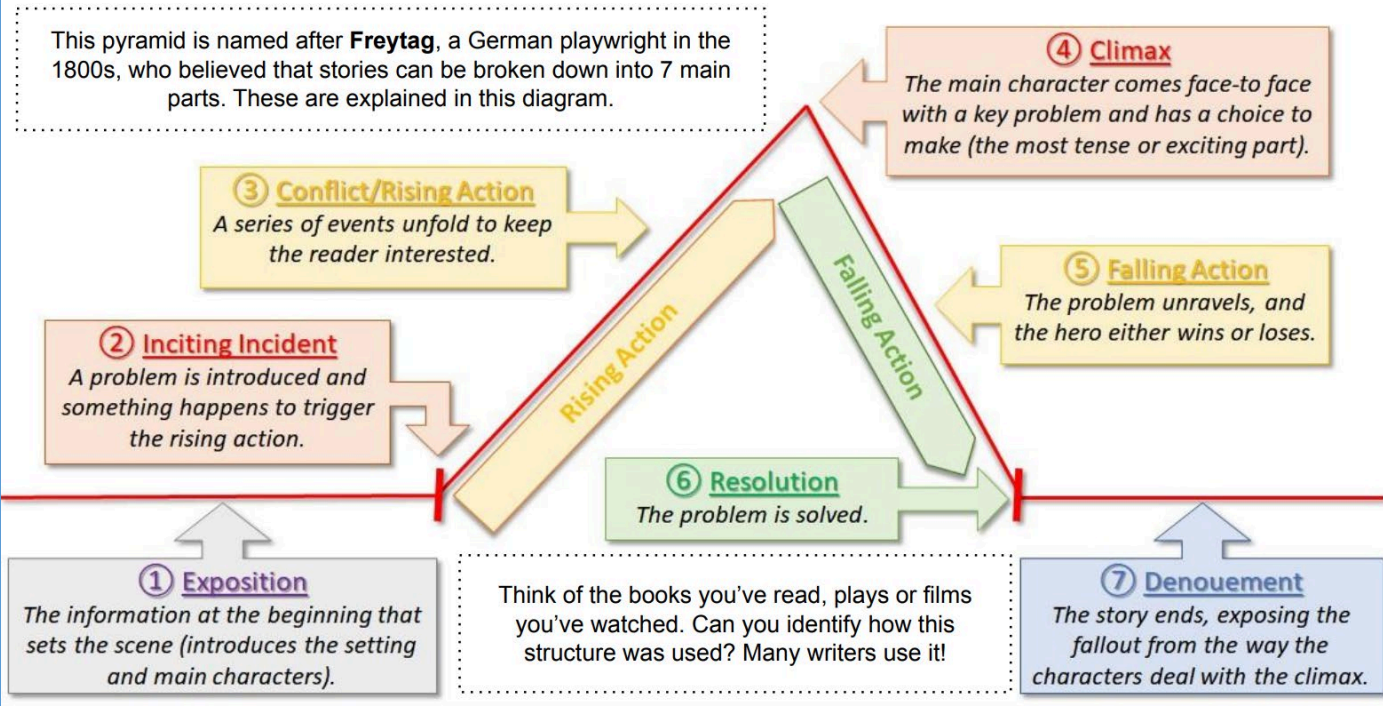 This pyramid is named after Freytag, a German playwright in the
1800s, who believed that stories can be broken down into 7 main
parts. These are explained in this diagram.
④ Climax
The main character comes face-to face
with a key problem and has a choice to
make (the most tense or exciting part).
③ Conflict/Rising Action
A series of events unfold to keep
the reader interested.
Rising Action
Falling Action
⑤ Falling Action
The problem unravels, and
the hero either wins or loses.
② Inciting Incident
A problem is introduced and
something happens to trigger
the rising action.
⑥ Resolution
The problem is solved.
① Exposition
The information at the beginning that
sets the scene (introduces the setting
and main characters).
Think of the books you've read, plays or films
you've watched. Can you identify how this
structure was used? Many writers use it!
⑦ Denouement
The story ends, exposing the
fallout from the way the
characters deal with the climax.